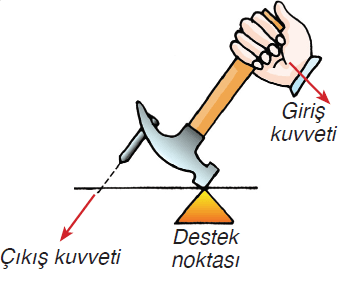 Giriş
kuvveti
Çıkış kuvveti
Destek
noktası